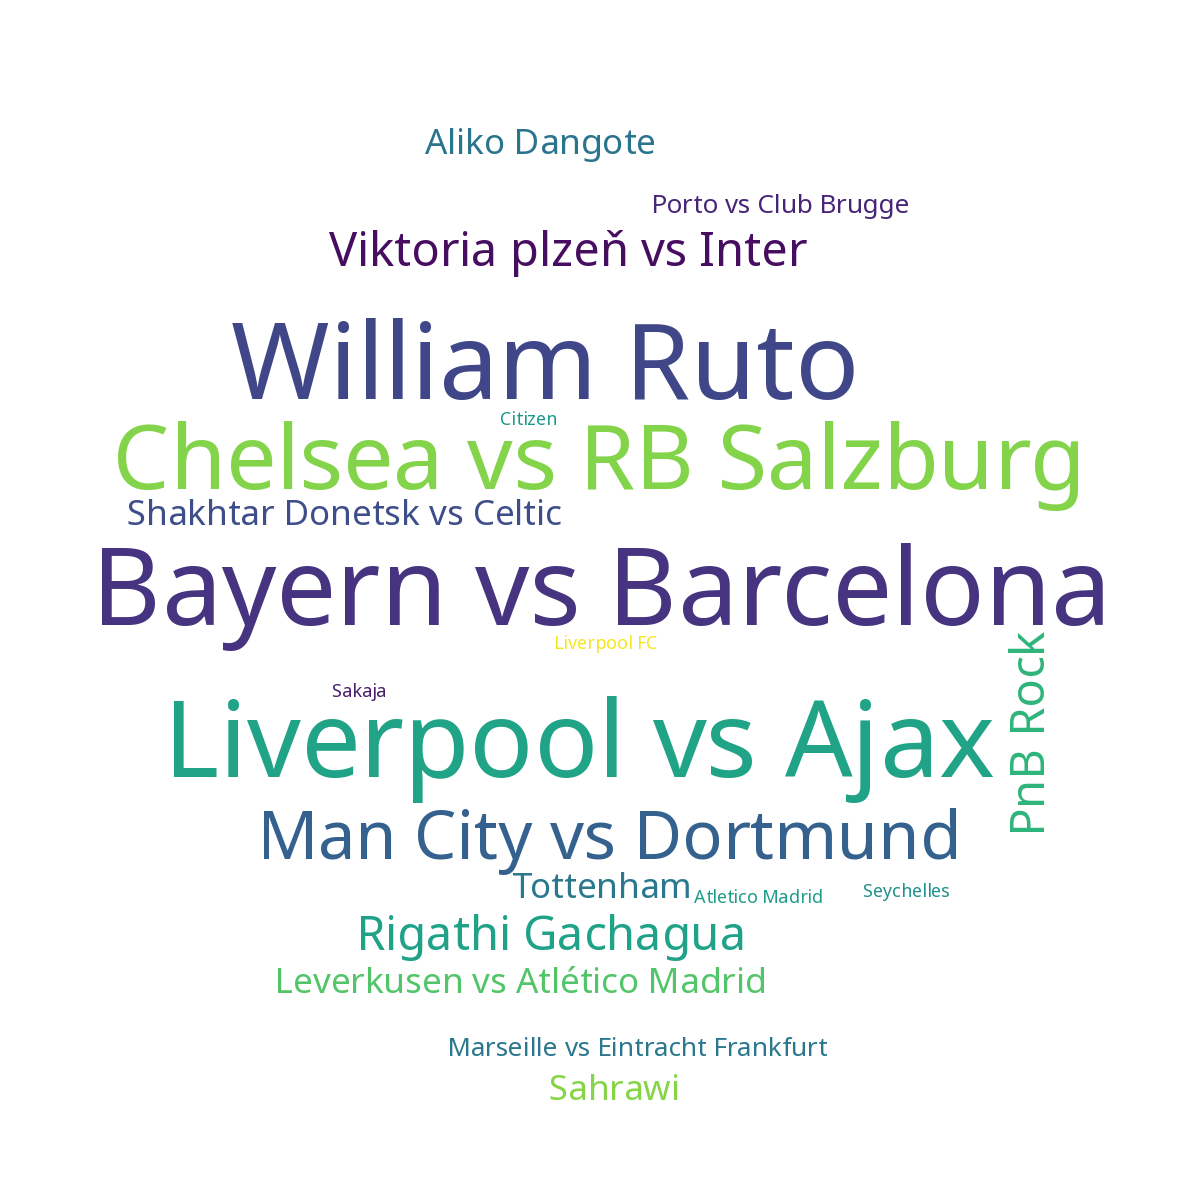 Aliko Dangote
Porto vs Club Brugge
Viktoria plzeň vs Inter
William Ruto
Citizen
Chelsea vs RB Salzburg
Shakhtar Donetsk vs Celtic
Bayern vs Barcelona
Liverpool FC
PnB Rock
Sakaja
Liverpool vs Ajax
Man City vs Dortmund
Tottenham
Atletico Madrid
Seychelles
Rigathi Gachagua
Leverkusen vs Atlético Madrid
Marseille vs Eintracht Frankfurt
Sahrawi